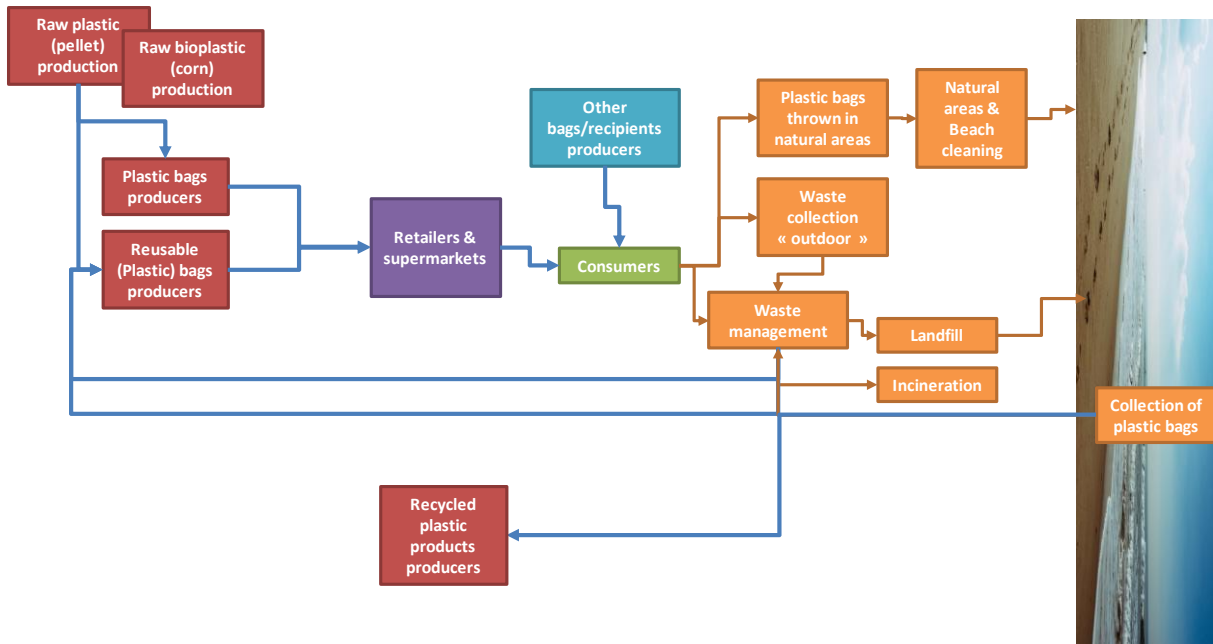 Raw plastic
(pellet)
production
Raw bioplastic
(corn)
production
Plastic bags
producers
Reusable
(Plastic) bags
producers
Retailers &
supermarkets
Other
bags/recipients
producers
Consumers
Plastic bags
thrown in
natural areas
Natural
areas &
Beach
cleaning
Waste
collection
« outdoor  »
Waste
management
Landfill
Incineration
Collection of
plastic bags
Recycled
plastic
products
producers